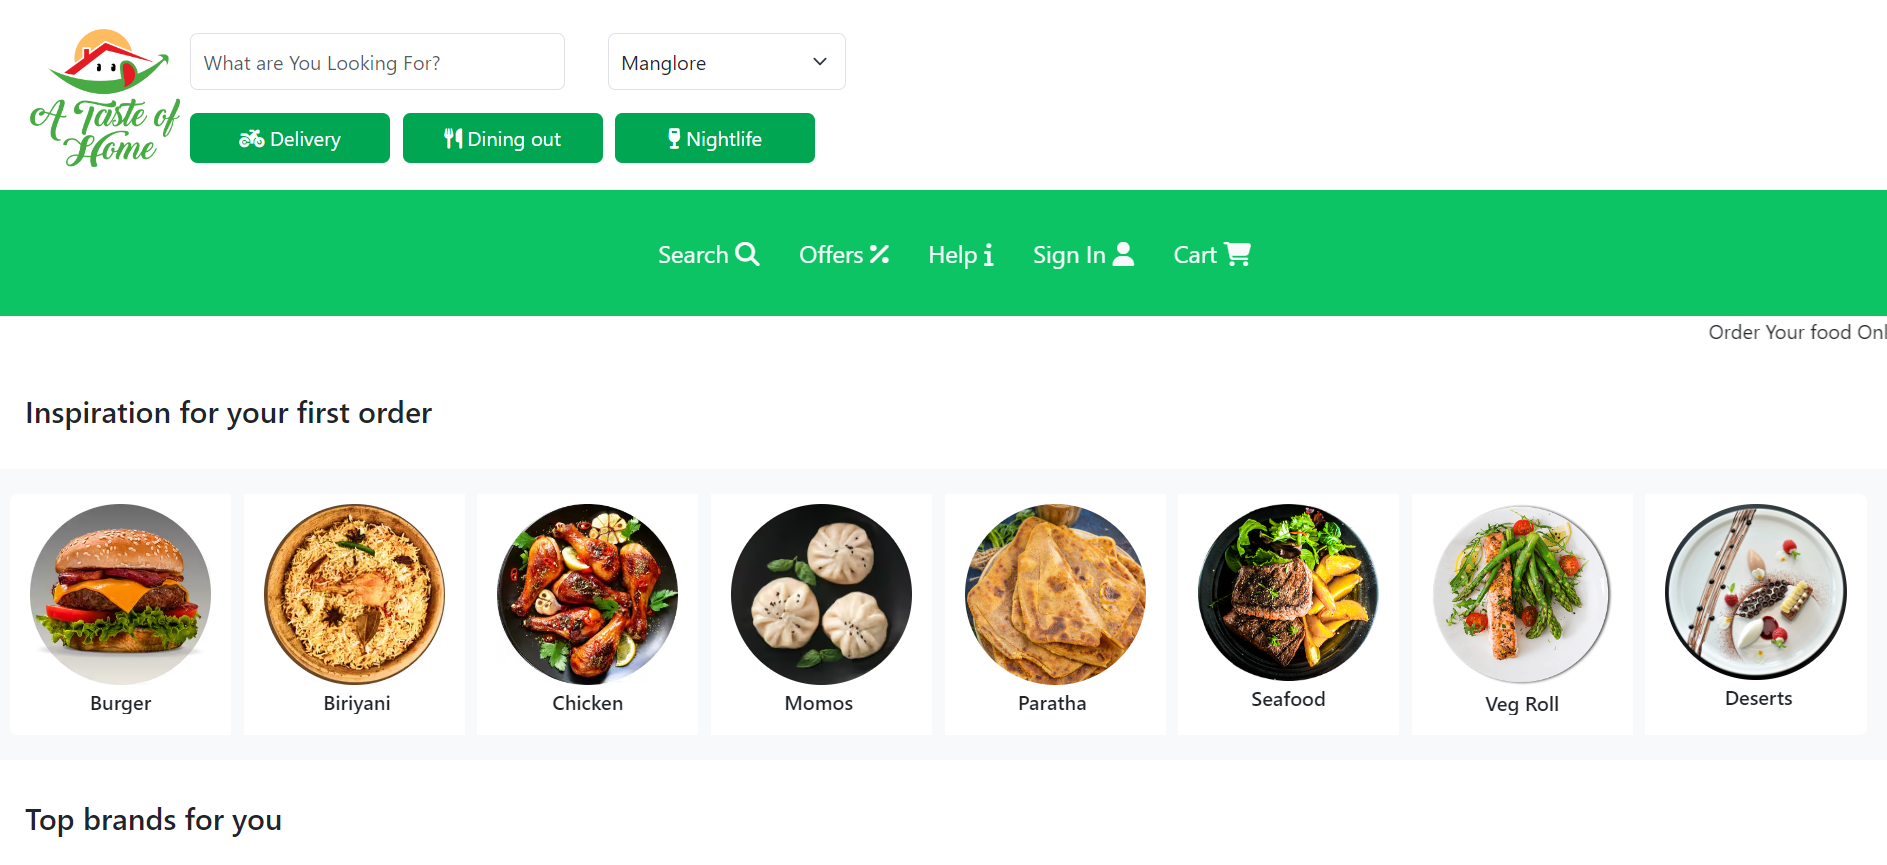 A Taste of
Home
What are You Looking For?
Manglore
Delivery
Dining out
Nightlife
Search
Offers
Help
Sign In
Cart
Order Your food Onl
Inspiration for your first order
Burger
Biriyani
Chicken
Momos
Paratha
Seafood
Veg Roll
Deserts
Top brands for you